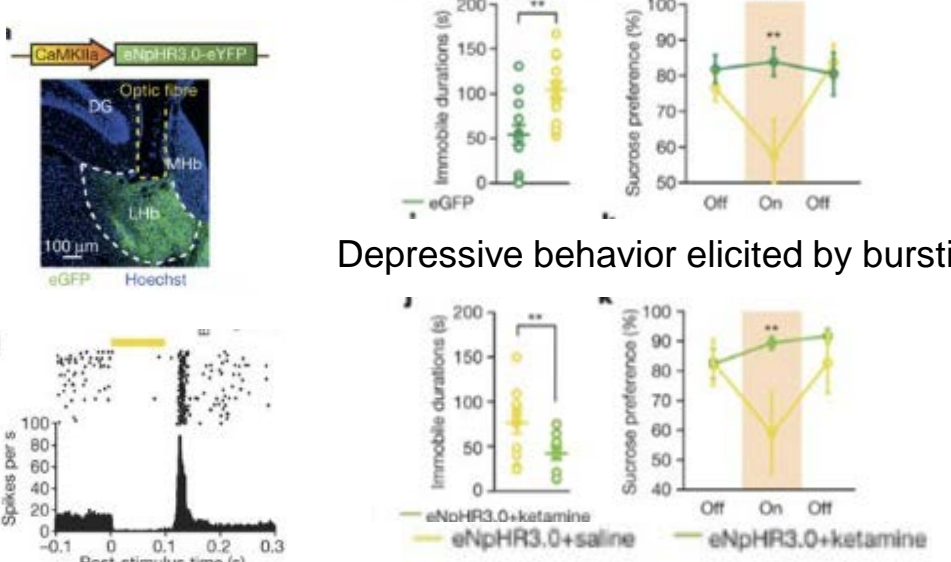 CaMKIIa eNpHR3.0-eYFP
Optic fibre
DG
MHb
LHb
100 μm
eGFP Hoechst
Spikes per s
100
80
60
40
20
0
-0.1 0 0.1 0.2 0.3
Post-stimulus time (s)
Immobile durations (s)
200
150
100
50
0
**
eGFP
Sucrose preference (%)
100
90
80
70
60
50
**
Off On Off
Depressive behavior elicited by bursti
j
Immobile durations (s)
200
150
100
50
0
**
eNpHR3.0+ketamine
k
Sucrose preference (%)
100
90
80
70
60
50
40
**
Off On Off
eNpHR3.0+saline eNpHR3.0+ketamine